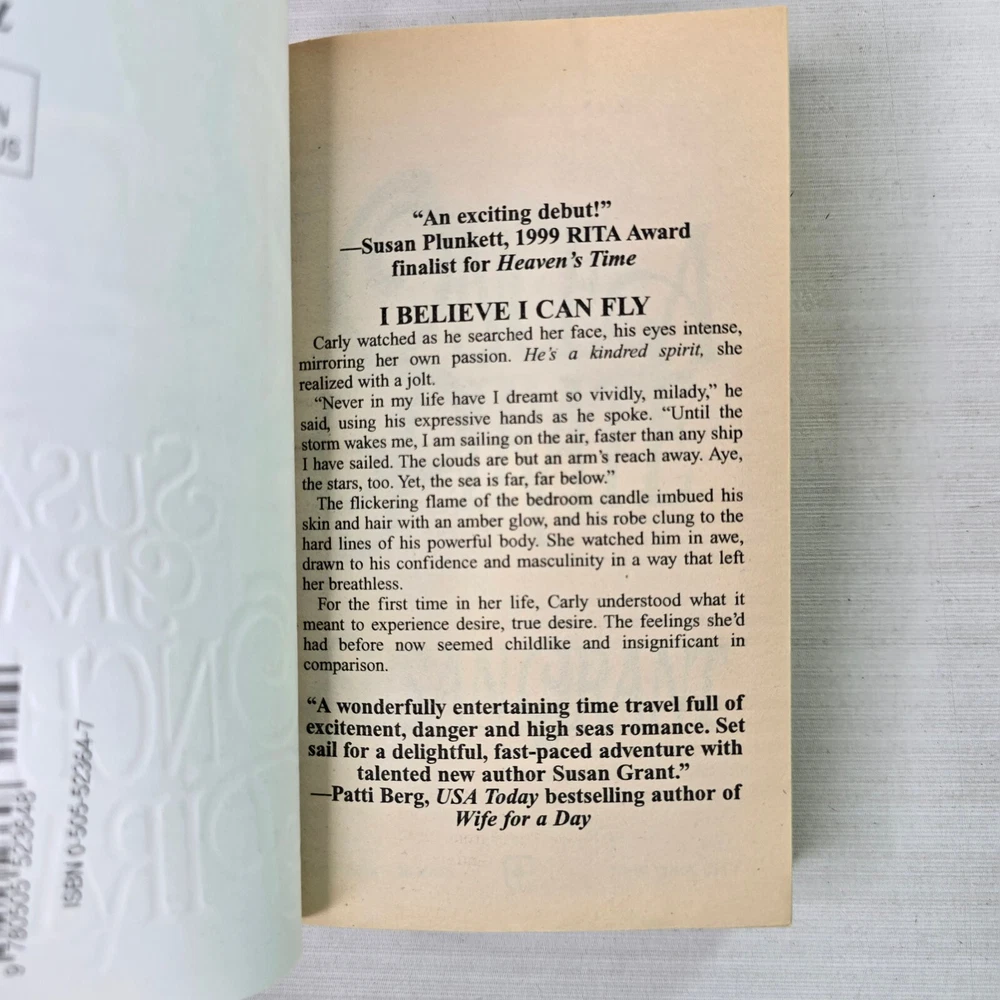 N
US
ISBN 0-505-52364-7
9 780505 523648
“An exciting debut!”
—Susan Plunkett, 1999 RITA Award
finalist for Heaven’s Time
I BELIEVE I CAN FLY
Carly watched as he searched her face, his eyes intense,
mirroring her own passion. He’s a kindred spirit, she
realized with a jolt.
“Never in my life have I dreamt so vividly, milady,” he
said, using his expressive hands as he spoke. “Until the
storm wakes me, I am sailing on the air, faster than any ship
I have sailed. The clouds are but an arm’s reach away. Aye,
the stars, too. Yet, the sea is far, far below.”
The flickering flame of the bedroom candle imbued his
skin and hair with an amber glow, and his robe clung to the
hard lines of his powerful body. She watched him in awe,
drawn to his confidence and masculinity in a way that left
her breathless.
For the first time in her life, Carly understood what it
meant to experience desire, true desire. The feelings she’d
had before now seemed childlike and insignificant in
comparison.
“A wonderfully entertaining time travel full of
excitement, danger and high seas romance. Set
sail for a delightful, fast-paced adventure with
talented new author Susan Grant.”
—Patti Berg, USA Today bestselling author of
Wife for a Day